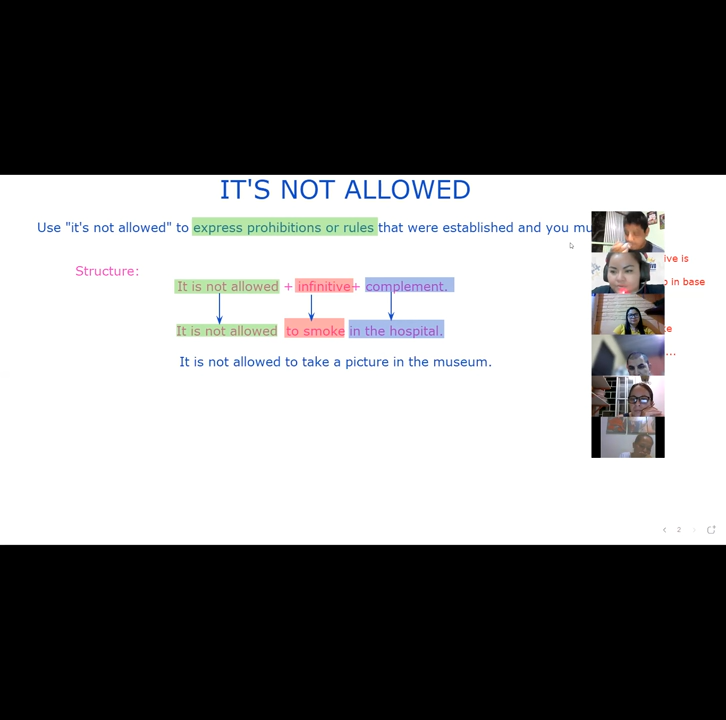 IT'S NOT ALLOWED
Use "it's not allowed" to express prohibitions or rules that were established and you
ive is
Structure:
in base
It is not allowed + infinitive + complement.
It is not allowed to smoke in the hospital.
...
It is not allowed to take a picture in the museum.
2